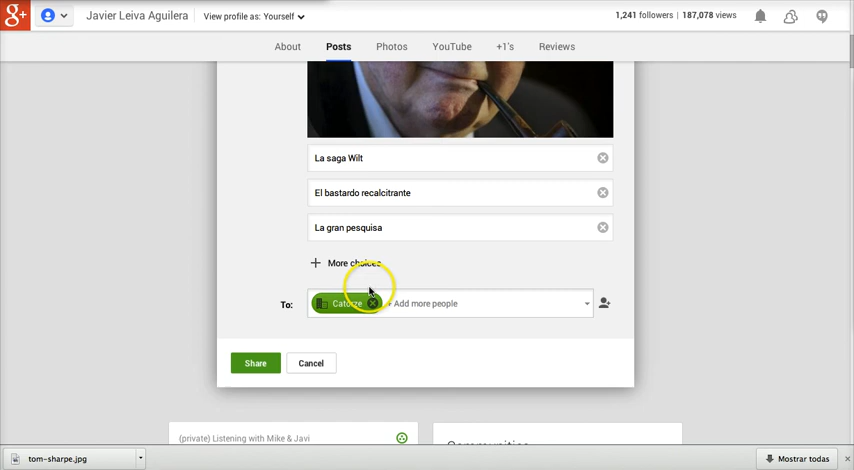 g+ Javier Leiva Aguilera View profile as: Yourself 1,241 followers | 187,078 views
About Posts Photos YouTube +1's Reviews
La saga Wilt
El bastardo recalcitrante
La gran pesquisa
+ More choices
To: Catorze + Add more people
Share Cancel
(private) Listening with Mike & Javi
Communities
tom-sharpe.jpg Mostrar todas